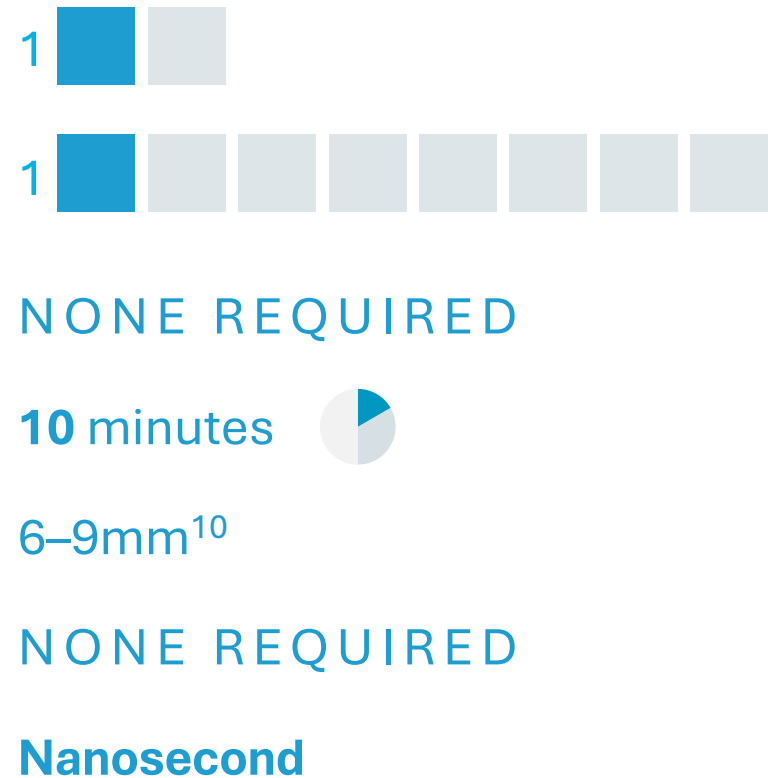 1
1
NONE REQUIRED
10 minutes
6–9mm¹⁰
NONE REQUIRED
Nanosecond